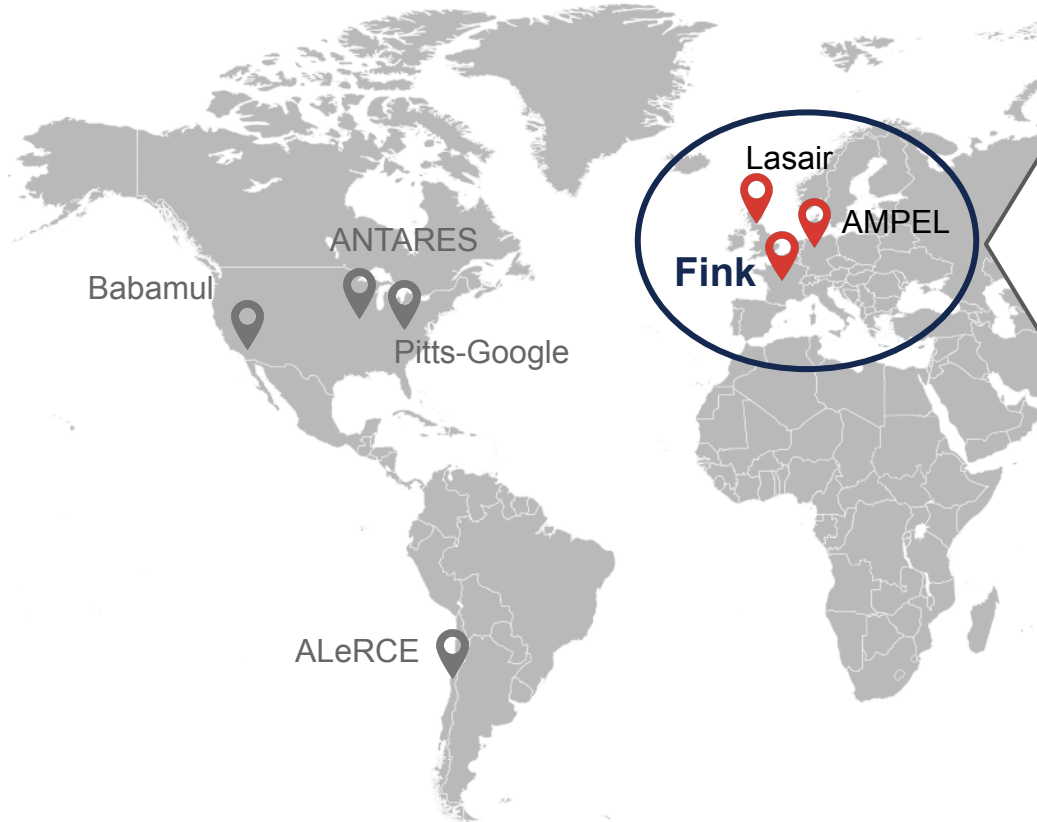 Lasair
AMPEL
ANTARES
Fink
Babamul
Pitts-Google
ALeRCE